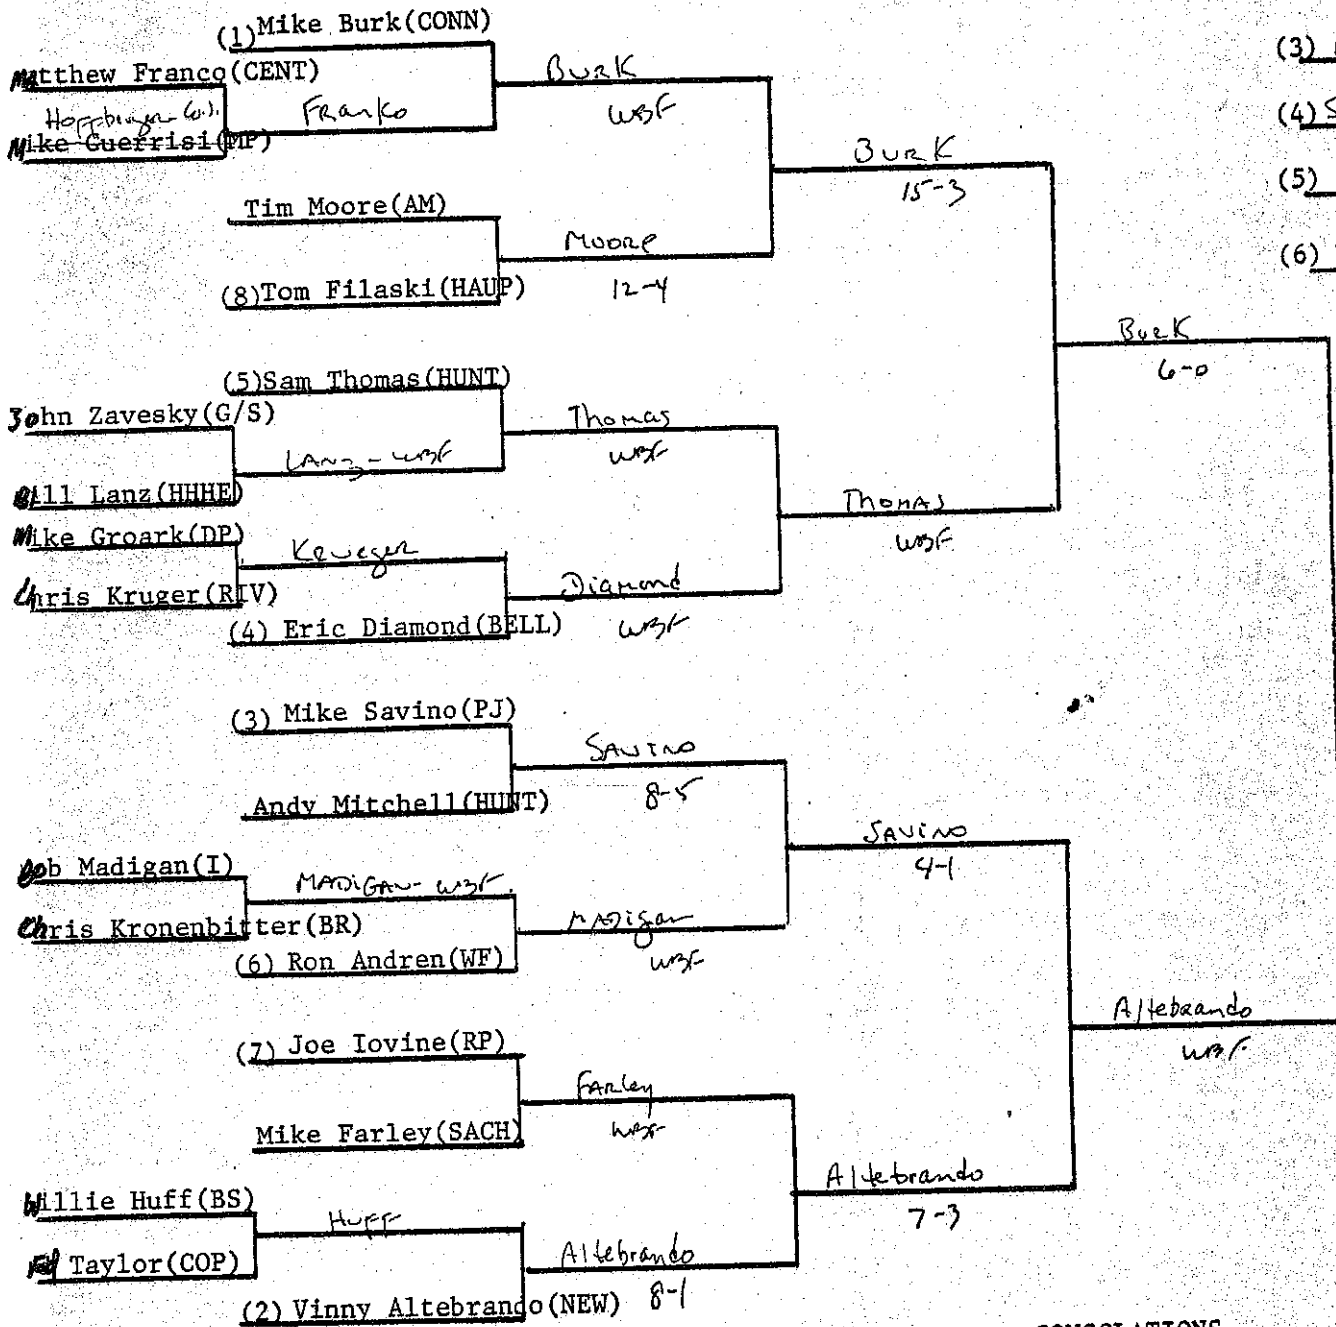 (1)Mike Burk(CONN)
(3)
Matthew Franco(CENT)
Burk
Franko
WBF
(4) S
Mike Guerrisi(MP)
Burk
15-3
(5)
Tim Moore(AM)
Moore
(6)
(8)Tom Filaski(HAUP)
12-4
Burk
6-0
(5)Sam Thomas(HUNT)
John Zavesky(G/S)
Thomas
Lanz-WBF
WBF
Bill Lanz(HHHE)
Thomas
Mike Groark(DP)
WBF
Krueger
Chris Kruger(RIV)
Diamond
(4) Eric Diamond(BELL)
WBF
(3) Mike Savino(PJ)
Savino
Andy Mitchell(HUNT)
8-5
Savino
4-1
Bob Madigan(I)
Madigan-WBF
Chris Kronenbitter(BR)
Madigan
(6) Ron Andren(WF)
WBF
Altebrando
WBF
(7) Joe Iovine(RP)
Farley
Mike Farley(SACH)
WBF
Altebrando
7-3
Willie Huff(BS)
Huff
Taylor(COP)
Altebrando
(2) Vinny Altebrando(NEW)
8-1